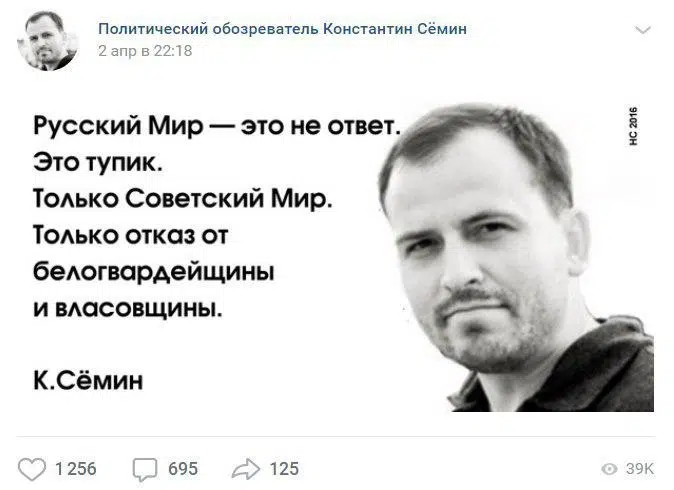 Политический обозреватель Константин Сёмин
2 апр в 22:18
Русский Мир — это не ответ.
Это тупик.
Только Советский Мир.
Только отказ от
белогвардейщины
и власовщины.
К.Сёмин
НС 2016
1 256
695
125
39K